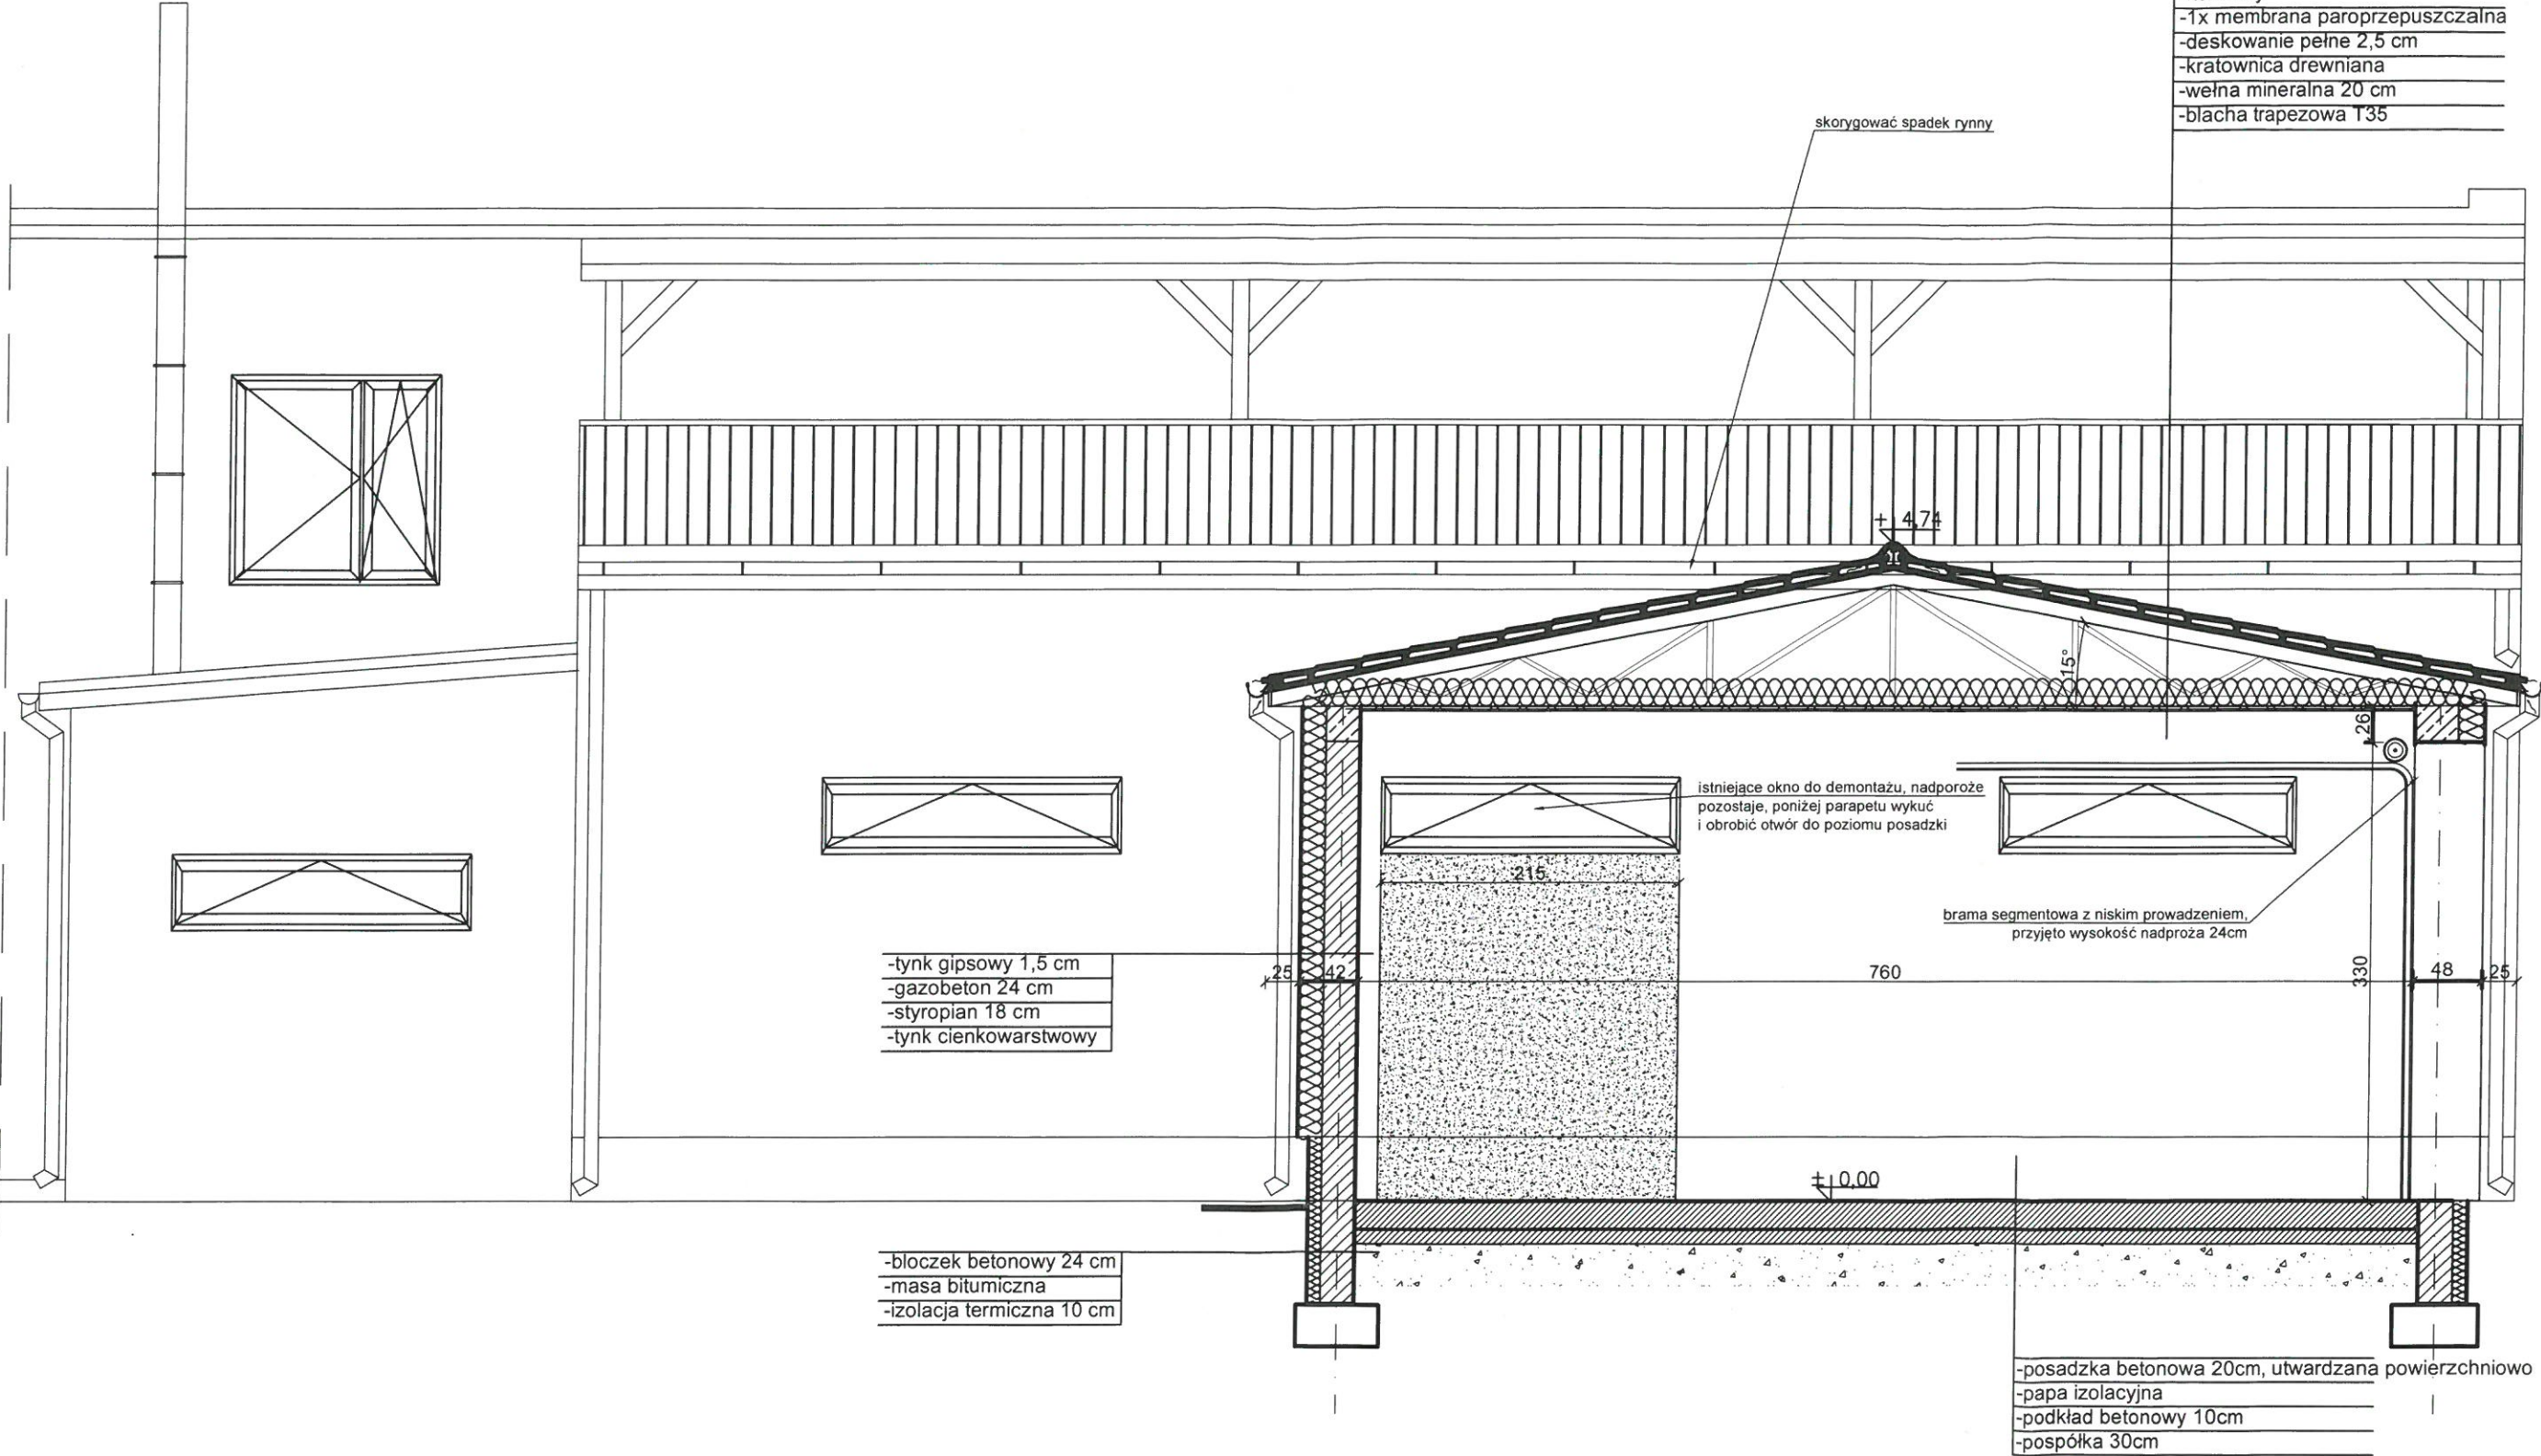 -1x membrana paroprzepuszczalna
-deskowanie pełne 2,5 cm
-kratownica drewniana
-wełna mineralna 20 cm
-blacha trapezowa T35
skorygować spadek rynny
+ 4,74
15°
26
istniejące okno do demontażu, nadporoże
pozostaje, poniżej parapetu wykuć
i obrobić otwór do poziomu posadzki
215
brama segmentowa z niskim prowadzeniem,
przyjęto wysokość nadproża 24cm
-tynk gipsowy 1,5 cm
-gazobeton 24 cm
-styropian 18 cm
-tynk cienkowarstwowy
25 42 760 330 48 25
± 0,00
-bloczek betonowy 24 cm
-masa bitumiczna
-izolacja termiczna 10 cm
-posadzka betonowa 20cm, utwardzana powierzchniowo
-papa izolacyjna
-podkład betonowy 10cm
-pospółka 30cm